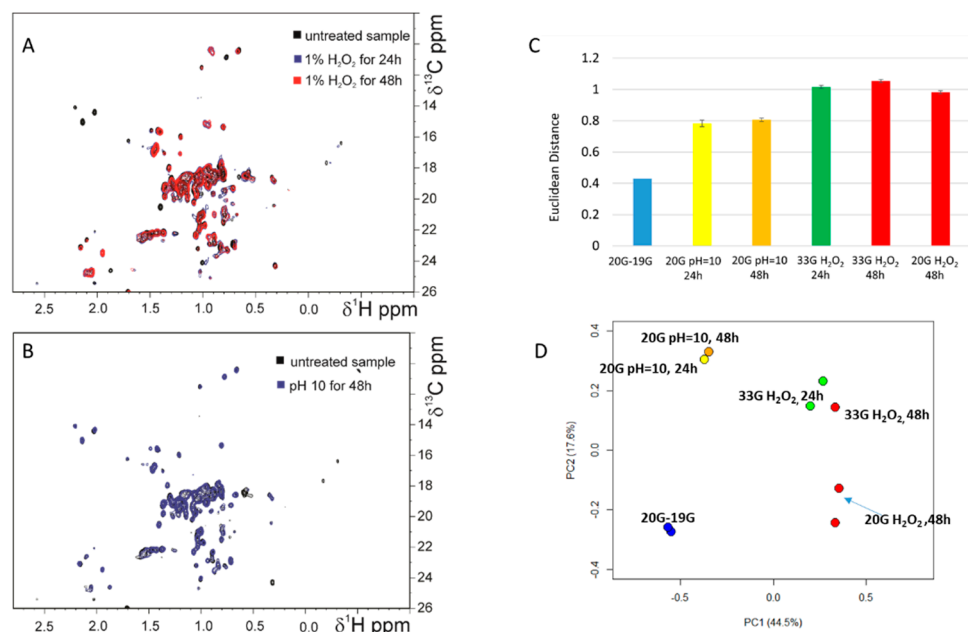 A
untreated sample
1% H₂O₂ for 24h
1% H₂O₂ for 48h
14
16
18
20
22
24
26
δ¹³C ppm
2.5 2.0 1.5 1.0 0.5 0.0
δ¹H ppm
B
untreated sample
pH 10 for 48h
14
16
18
20
22
24
26
δ¹³C ppm
2.5 2.0 1.5 1.0 0.5 0.0
δ¹H ppm
C
Euclidean Distance
1.2
1
0.8
0.6
0.4
0.2
0
20G-19G 20G pH=10 20G pH=10 33G H₂O₂ 33G H₂O₂ 20G H₂O₂
24h 48h 24h 48h 48h
D
PC2 (17.6%)
0.4
0.2
0.0
-0.2
-0.4
20G pH=10, 48h
20G pH=10, 24h
33G H₂O₂, 24h
33G H₂O₂, 48h
20G-19G
20G H₂O₂ ,48h
-0.5 0.0 0.5
PC1 (44.5%)